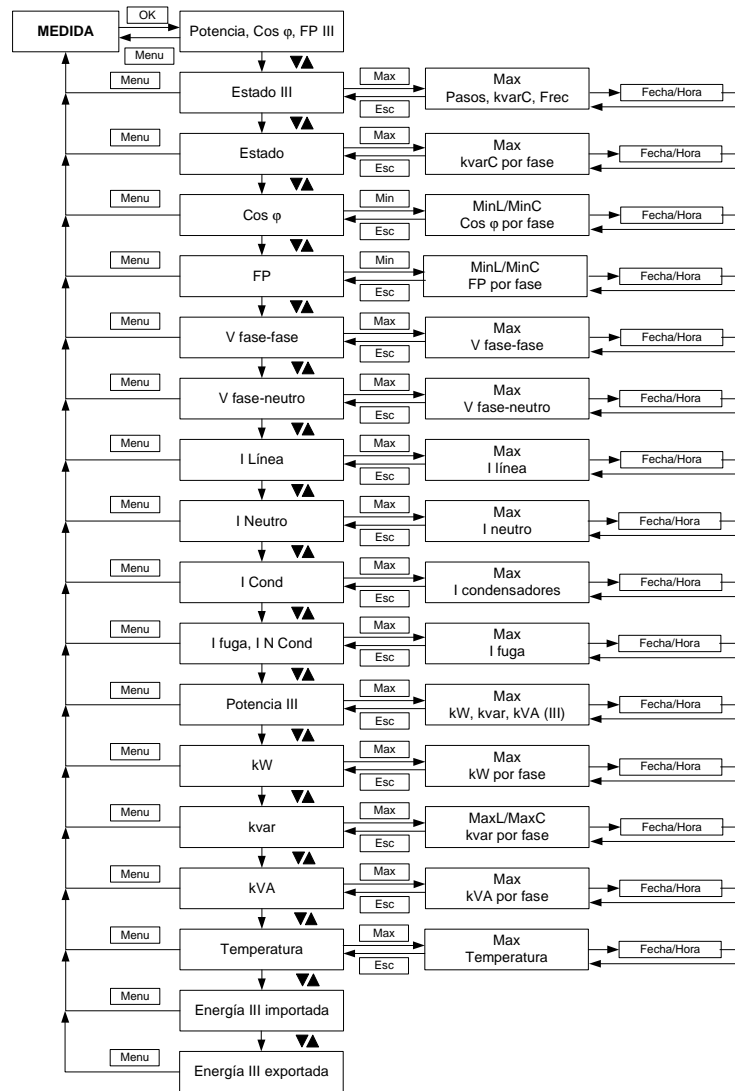 OK
MEDIDA
Potencia, Cos φ, FP III
Menu
▼▲
Menu
Estado III
Max
Esc
Max
Pasos, kvarC, Frec
Fecha/Hora
▼▲
Menu
Estado
Max
Esc
Max
kvarC por fase
Fecha/Hora
▼▲
Menu
Cos φ
Min
Esc
MinL/MinC
Cos φ por fase
Fecha/Hora
▼▲
Menu
FP
Min
Esc
MinL/MinC
FP por fase
Fecha/Hora
▼▲
Menu
V fase-fase
Max
Esc
Max
V fase-fase
Fecha/Hora
▼▲
Menu
V fase-neutro
Max
Esc
Max
V fase-neutro
Fecha/Hora
▼▲
Menu
I Línea
Max
Esc
Max
I línea
Fecha/Hora
▼▲
Menu
I Neutro
Max
Esc
Max
I neutro
Fecha/Hora
▼▲
Menu
I Cond
Max
Esc
Max
I condensadores
Fecha/Hora
▼▲
Menu
I fuga, I N Cond
Max
Esc
Max
I fuga
Fecha/Hora
▼▲
Menu
Potencia III
Max
Esc
Max
kW, kvar, kVA (III)
Fecha/Hora
▼▲
Menu
kW
Max
Esc
Max
kW por fase
Fecha/Hora
▼▲
Menu
kvar
Max
Esc
MaxL/MaxC
kvar por fase
Fecha/Hora
▼▲
Menu
kVA
Max
Esc
Max
kVA por fase
Fecha/Hora
▼▲
Menu
Temperatura
Max
Esc
Max
Temperatura
Fecha/Hora
▼▲
Menu
Energía III importada
▼▲
Menu
Energía III exportada